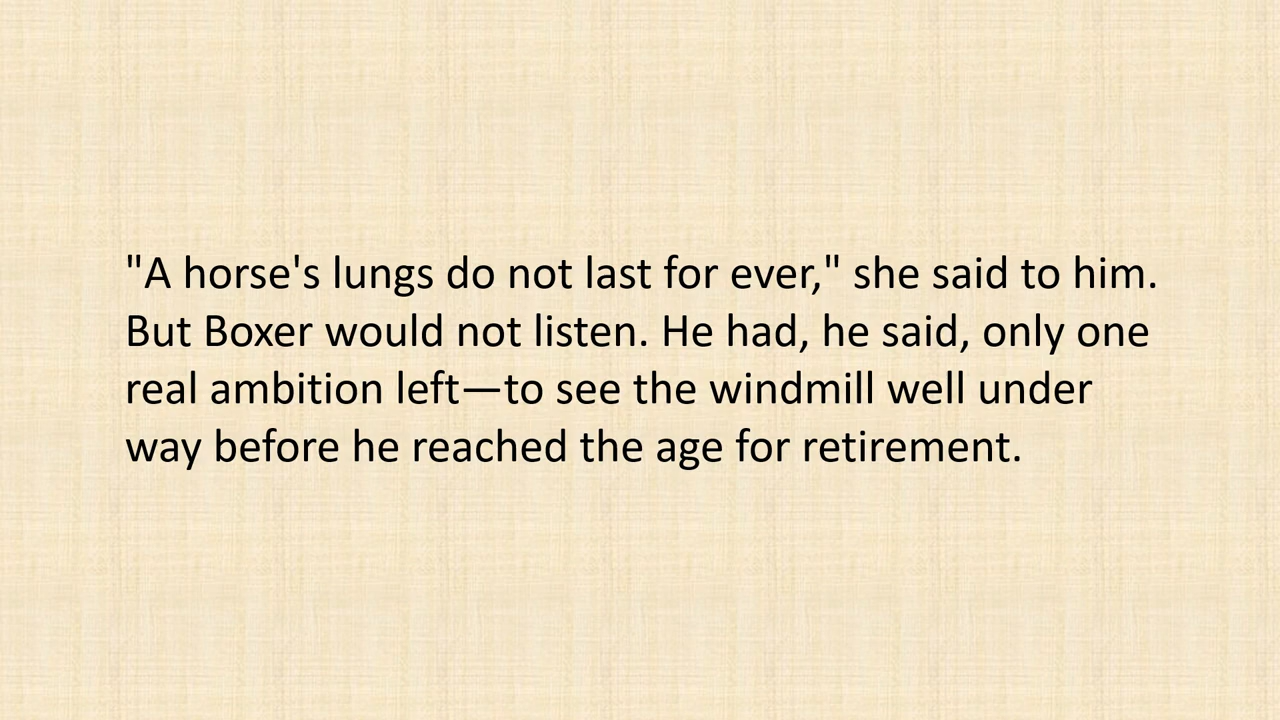 "A horse's lungs do not last for ever," she said to him.
But Boxer would not listen. He had, he said, only one
real ambition left—to see the windmill well under
way before he reached the age for retirement.